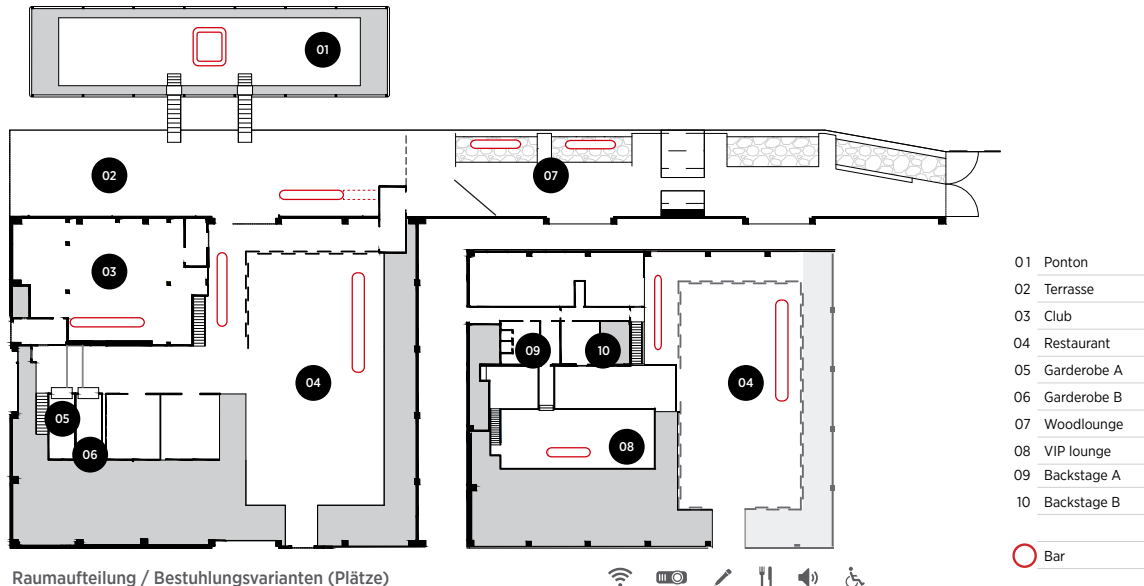 01
02
07
03
04
05
06
09
10
04
08
01 Ponton
02 Terrasse
03 Club
04 Restaurant
05 Garderobe A
06 Garderobe B
07 Woodlounge
08 VIP lounge
09 Backstage A
10 Backstage B
Bar
Raumaufteilung / Bestuhlungsvarianten (Plätze)